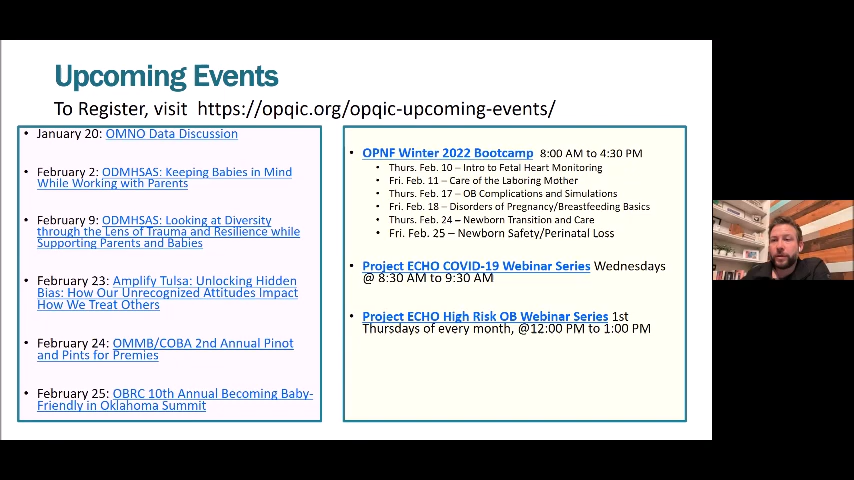 Upcoming Events
To Register, visit https://opqic.org/opqic-upcoming-events/
• January 20: OMNO Data Discussion
• February 2: ODMHSAS: Keeping Babies in Mind
While Working with Parents
• February 9: ODMHSAS: Looking at Diversity
through the Lens of Trauma and Resilience while
Supporting Parents and Babies
• February 23: Amplify Tulsa: Unlocking Hidden
Bias: How Our Unrecognized Attitudes Impact
How We Treat Others
• February 24: OMMB/COBA 2nd Annual Pinot
and Pints for Premies
• February 25: OBRC 10th Annual Becoming Baby-
Friendly in Oklahoma Summit
• OPNF Winter 2022 Bootcamp 8:00 AM to 4:30 PM
• Thurs. Feb. 10 – Intro to Fetal Heart Monitoring
• Fri. Feb. 11 – Care of the Laboring Mother
• Thurs. Feb. 17 – OB Complications and Simulations
• Fri. Feb. 18 – Disorders of Pregnancy/Breastfeeding Basics
• Thurs. Feb. 24 – Newborn Transition and Care
• Fri. Feb. 25 – Newborn Safety/Perinatal Loss
• Project ECHO COVID-19 Webinar Series Wednesdays
@ 8:30 AM to 9:30 AM
• Project ECHO High Risk OB Webinar Series 1st
Thursdays of every month, @12:00 PM to 1:00 PM